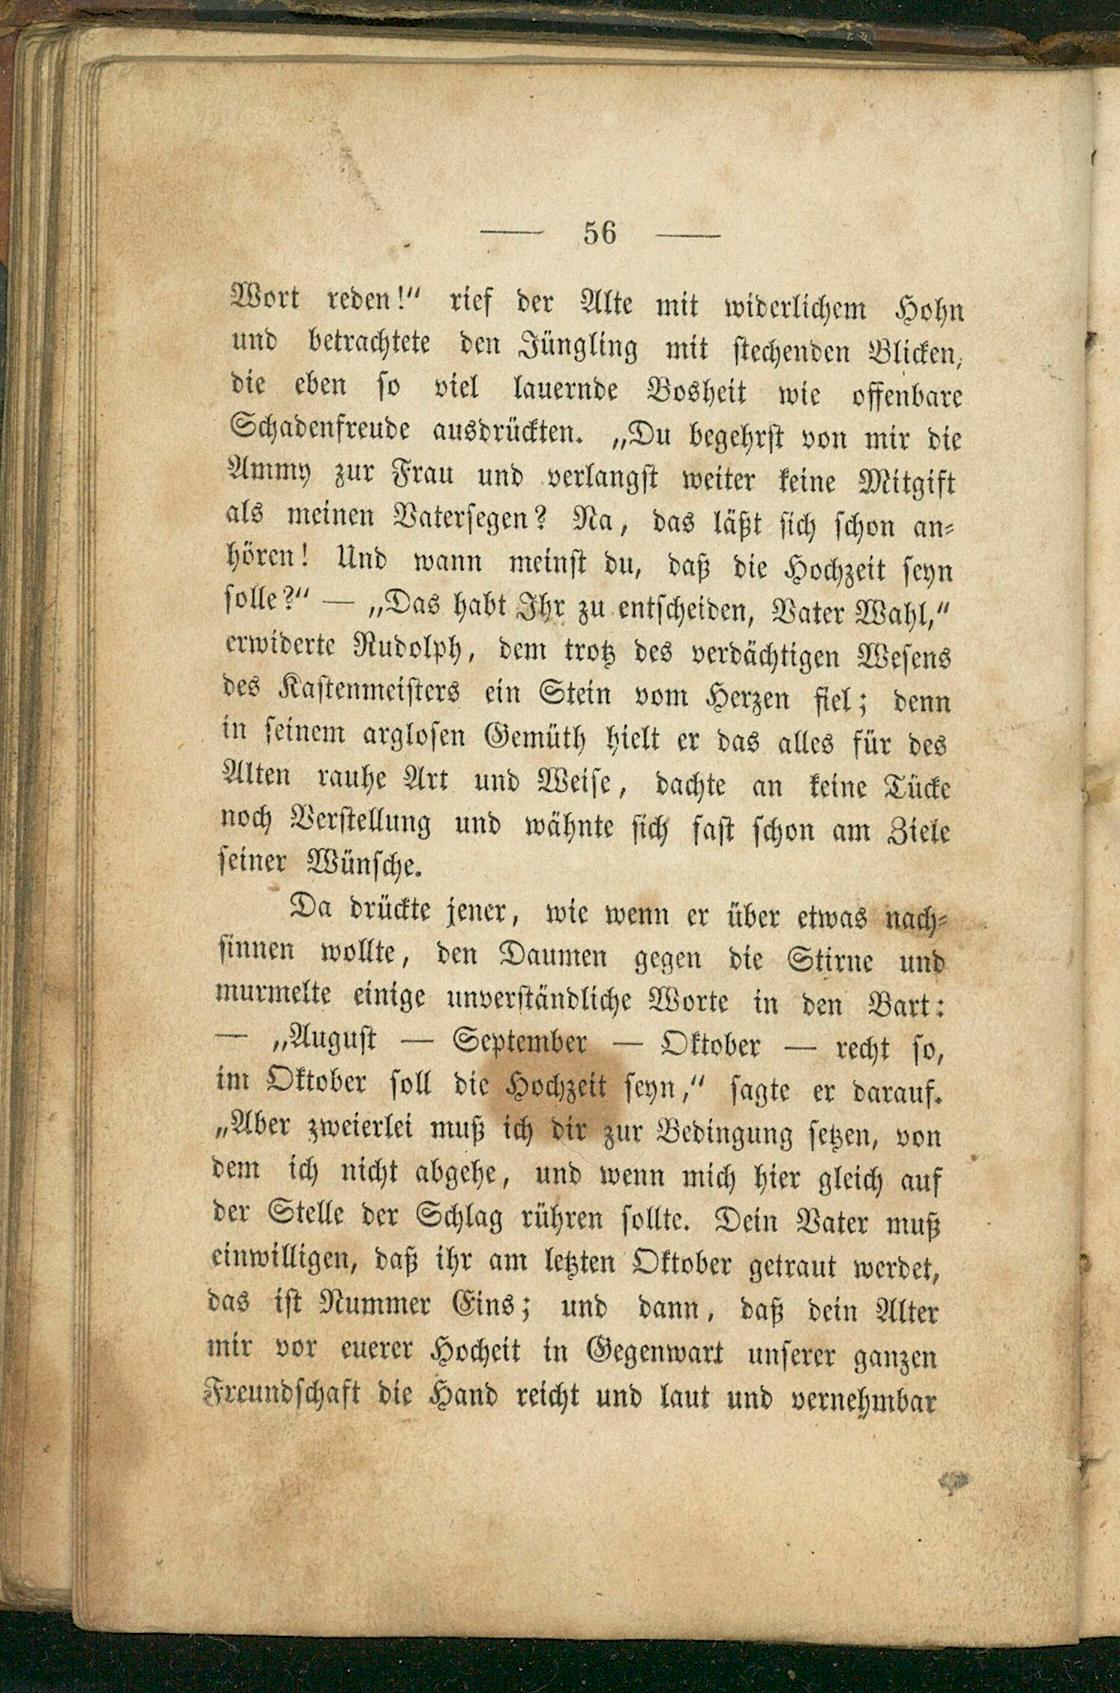 — 56 —
Wort reden!“ rief der Alte mit widerlichem Hohn
und betrachtete den Jüngling mit stechenden Blicken,
die eben so viel lauernde Bosheit wie offenbare
Schadenfreude ausdrückten. „Du begehrst von mir die
Ammy zur Frau und verlangst weiter keine Mitgift
als meinen Vatersegen? Na, das läßt sich schon an-
hören! Und wann meinst du, daß die Hochzeit seyn
solle?“ — „Das habt Ihr zu entscheiden, Vater Wahl,“
erwiderte Rudolph, dem trotz des verdächtigen Wesens
des Kastenmeisters ein Stein vom Herzen fiel; denn
in seinem arglosen Gemüth hielt er das alles für des
Alten rauhe Art und Weise, dachte an keine Tücke
noch Verstellung und wähnte sich fast schon am Ziele
seiner Wünsche.
Da drückte jener, wie wenn er über etwas nach-
sinnen wollte, den Daumen gegen die Stirne und
murmelte einige unverständliche Worte in den Bart:
— „August — September — Oktober — recht so,
im Oktober soll die Hochzeit seyn,“ sagte er darauf.
„Aber zweierlei muß ich dir zur Bedingung setzen, von
dem ich nicht abgehe, und wenn mich hier gleich auf
der Stelle der Schlag rühren sollte. Dein Vater muß
einwilligen, daß ihr am letzten Oktober getraut werdet,
das ist Nummer Eins; und dann, daß dein Alter
mir vor euerer Hocheit in Gegenwart unserer ganzen
Freundschaft die Hand reicht und laut und vernehmbar